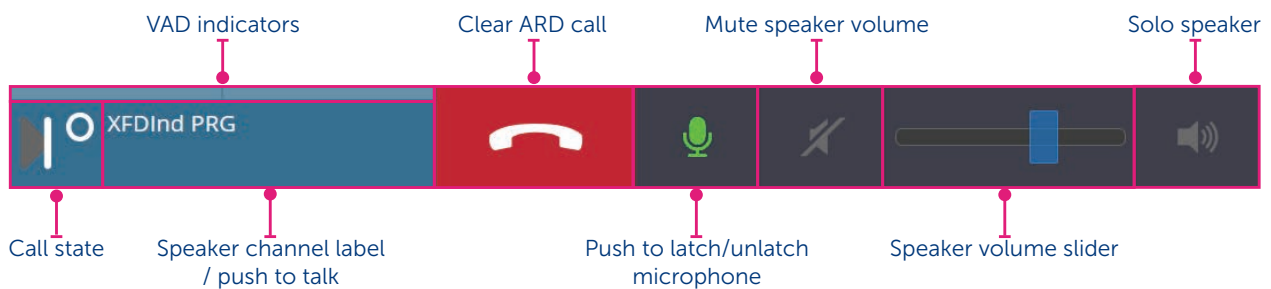 VAD indicators
Clear ARD call
Mute speaker volume
Solo speaker
XFDInd PRG
Call state
Speaker channel label
/ push to talk
Push to latch/unlatch
microphone
Speaker volume slider